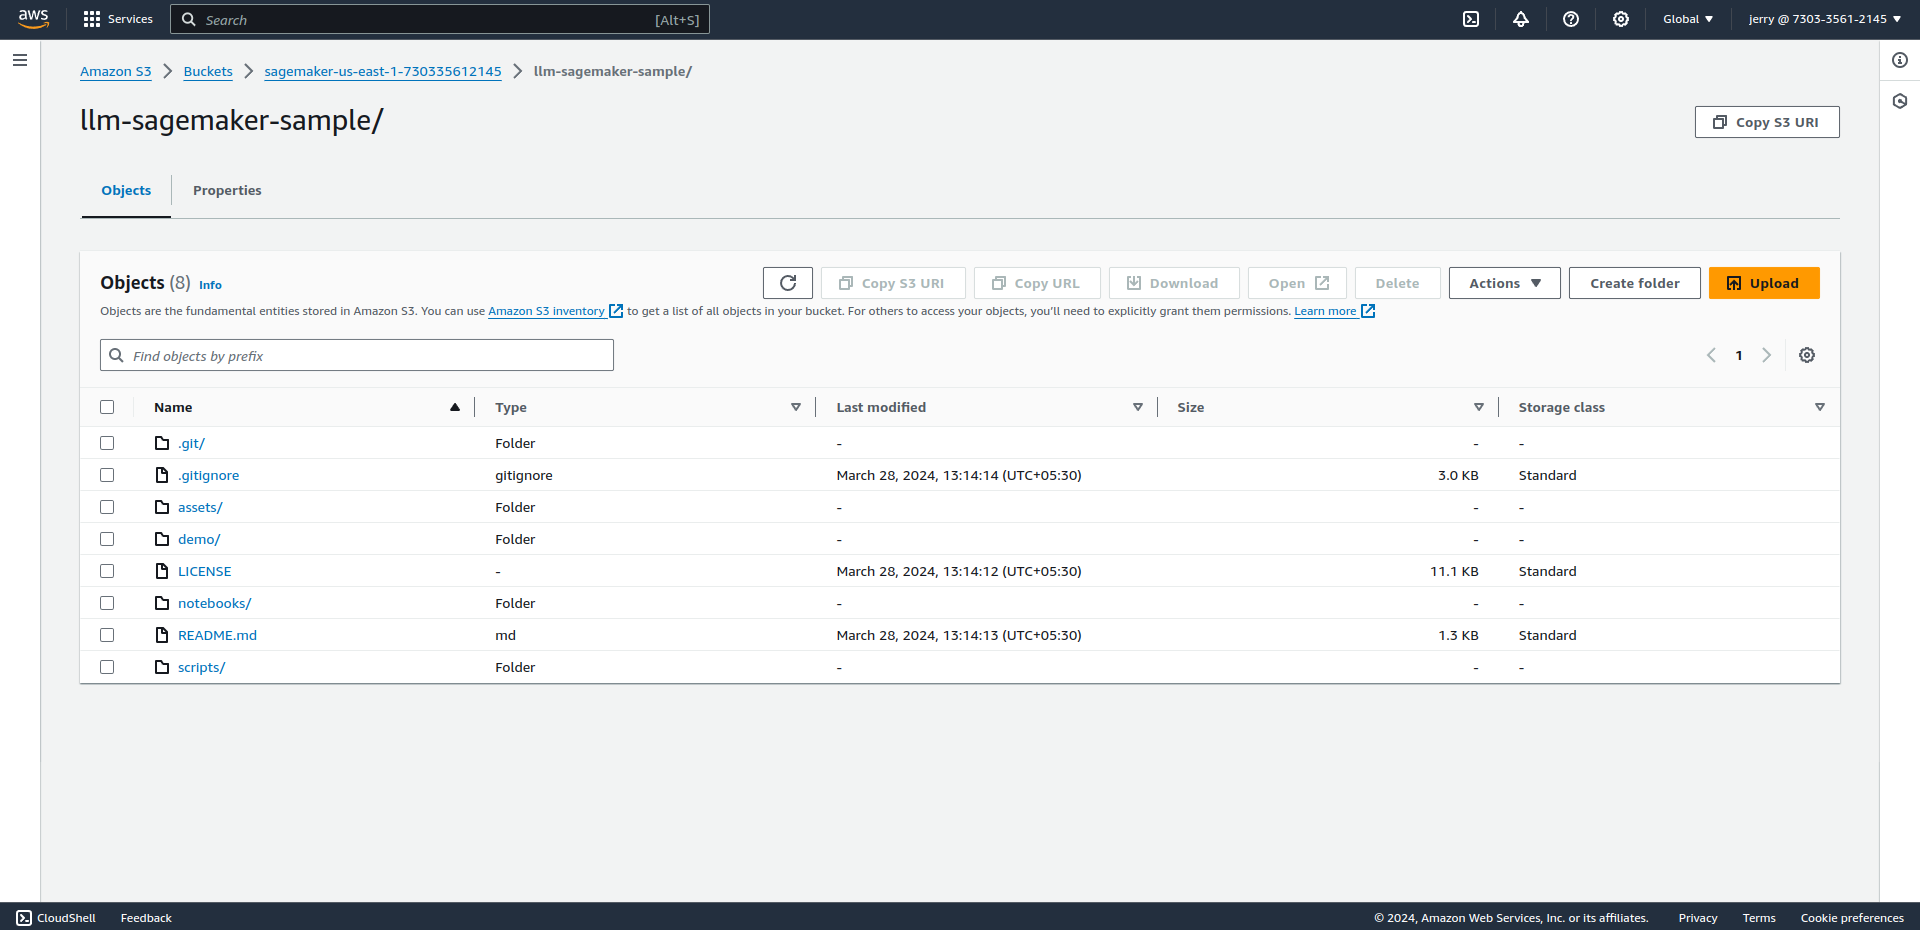 aws Services Search [Alt+S] Global jerry @ 7303-3561-2145
Amazon S3 Buckets sagemaker-us-east-1-730335612145 llm-sagemaker-sample/
llm-sagemaker-sample/
Copy S3 URI
Objects Properties
Objects (8) Info Copy S3 URI Copy URL Download Open Delete Actions Create folder Upload
Objects are the fundamental entities stored in Amazon S3. You can use Amazon S3 inventory to get a list of all objects in your bucket. For others to access your objects, you'll need to explicitly grant them permissions. Learn more
Find objects by prefix 1
Name Type Last modified Size Storage class
.git/ Folder - - -
.gitignore gitignore March 28, 2024, 13:14:14 (UTC+05:30) 3.0 KB Standard
assets/ Folder - - -
demo/ Folder - - -
LICENSE - March 28, 2024, 13:14:12 (UTC+05:30) 11.1 KB Standard
notebooks/ Folder - - -
README.md md March 28, 2024, 13:14:13 (UTC+05:30) 1.3 KB Standard
scripts/ Folder - - -
CloudShell Feedback © 2024, Amazon Web Services, Inc. or its affiliates. Privacy Terms Cookie preferences